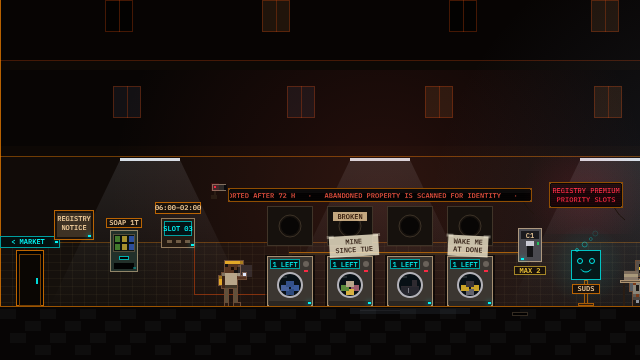 ORTED AFTER 72 H · ABANDONED PROPERTY IS SCANNED FOR IDENTITY ·
REGISTRY PREMIUM
PRIORITY SLOTS
06:00-02:00
REGISTRY
NOTICE
SOAP 1T
SLOT 03
BROKEN
< MARKET
MINE
SINCE TUE
WAKE ME
AT DONE
C1
1 LEFT
1 LEFT
1 LEFT
1 LEFT
MAX 2
SUDS